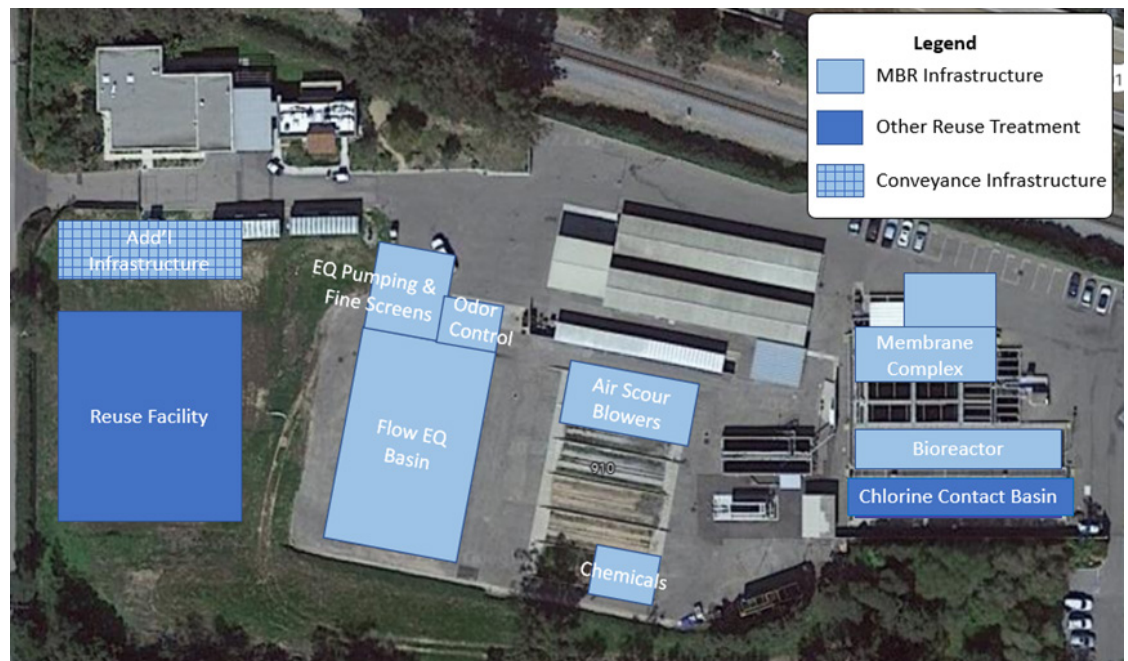 Legend
MBR Infrastructure
Other Reuse Treatment
Conveyance Infrastructure
1
Add'l
Infrastructure
EQ Pumping &
Fine Screens
Odor
Control
Membrane
Complex
Air Scour
Blowers
Reuse Facility
Flow EQ
Basin
Bioreactor
910
Chlorine Contact Basin
Chemicals